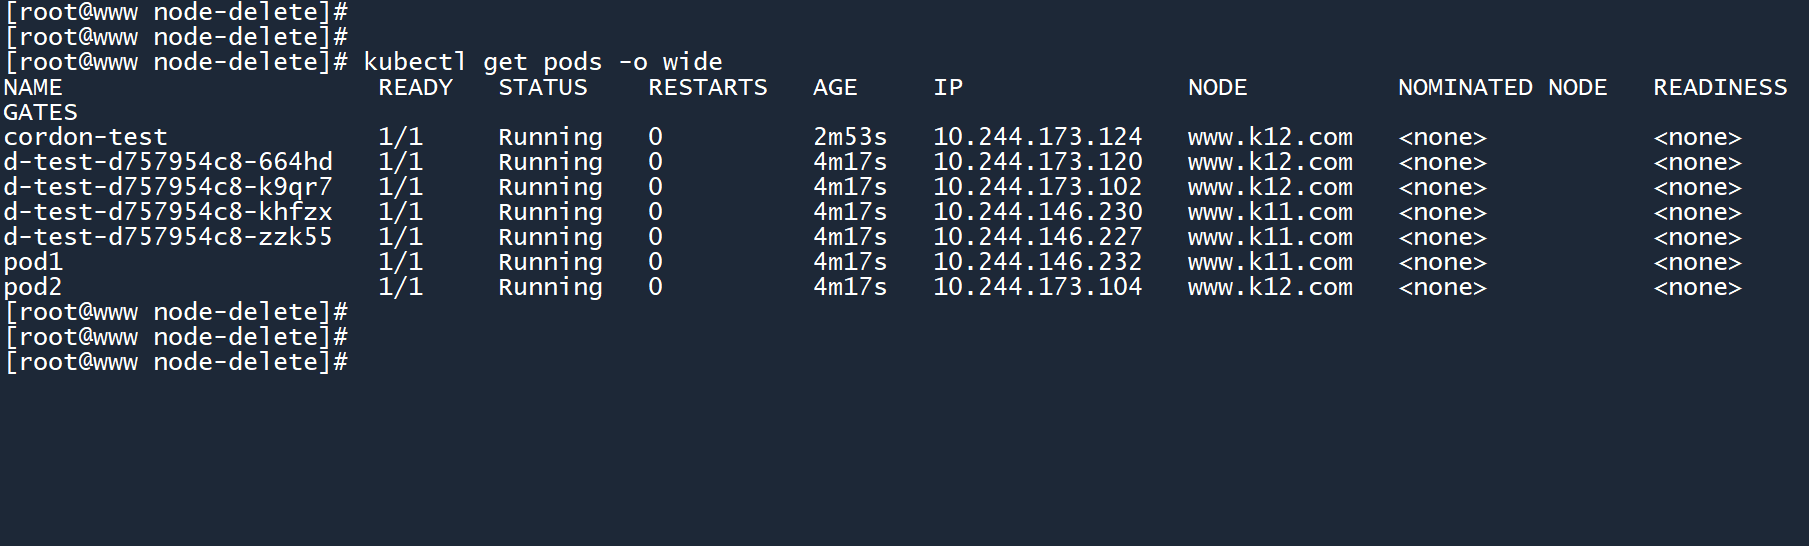 [root@www node-delete]#
[root@www node-delete]#
[root@www node-delete]# kubectl get pods -o wide
NAME                     READY   STATUS    RESTARTS   AGE     IP               NODE          NOMINATED NODE   READINESS
GATES
cordon-test              1/1     Running   0          2m53s   10.244.173.124   www.k12.com   <none>           <none>
d-test-d757954c8-664hd   1/1     Running   0          4m17s   10.244.173.120   www.k12.com   <none>           <none>
d-test-d757954c8-k9qr7   1/1     Running   0          4m17s   10.244.173.102   www.k12.com   <none>           <none>
d-test-d757954c8-khfzx   1/1     Running   0          4m17s   10.244.146.230   www.k11.com   <none>           <none>
d-test-d757954c8-zzk55   1/1     Running   0          4m17s   10.244.146.227   www.k11.com   <none>           <none>
pod1                     1/1     Running   0          4m17s   10.244.146.232   www.k11.com   <none>           <none>
pod2                     1/1     Running   0          4m17s   10.244.173.104   www.k12.com   <none>           <none>
[root@www node-delete]#
[root@www node-delete]#
[root@www node-delete]#